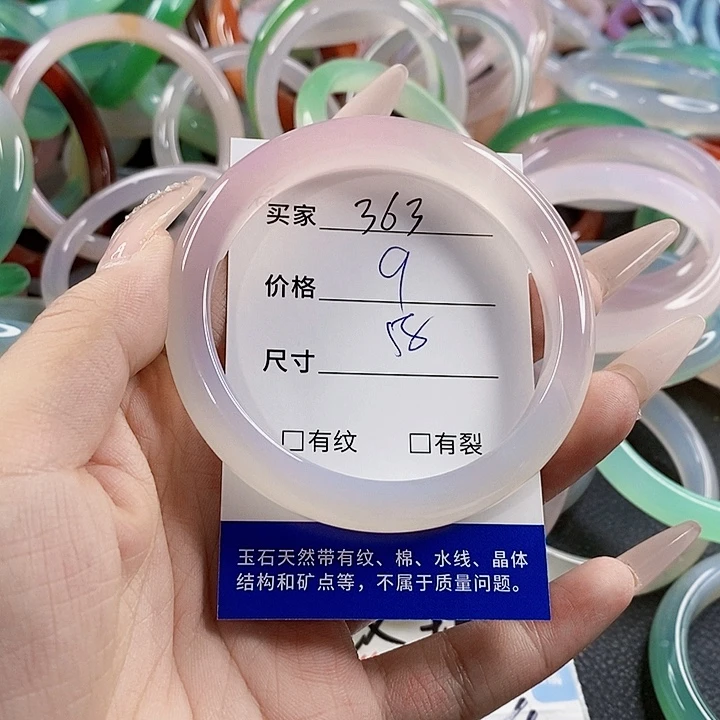 买家 363
价格 9
尺寸 58
□有纹 □有裂
玉石天然带有纹、棉、水线、晶体
结构和矿点等，不属于质量问题。